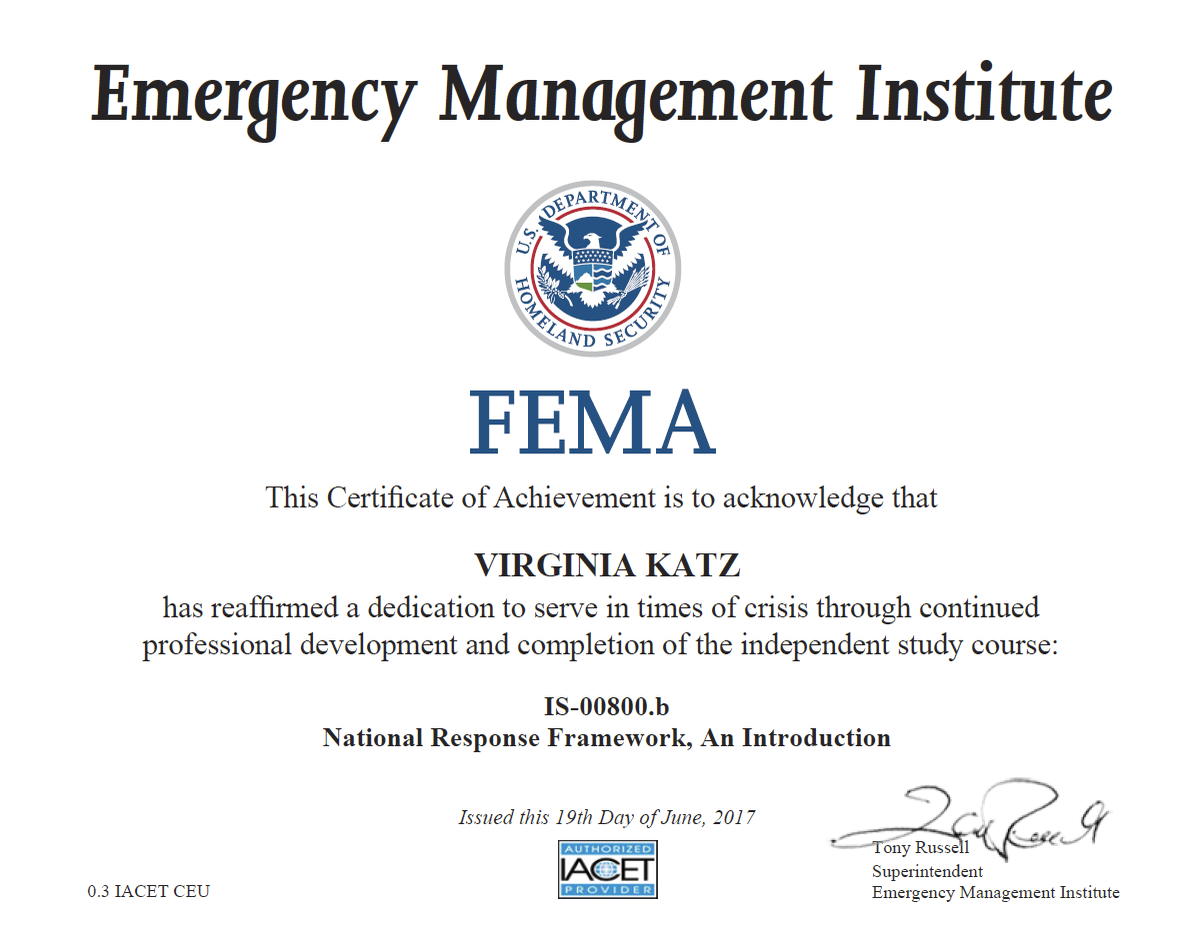 Emergency Management Institute
U.S. DEPARTMENT OF
HOMELAND SECURITY
FEMA
This Certificate of Achievement is to acknowledge that
VIRGINIA KATZ
has reaffirmed a dedication to serve in times of crisis through continued
professional development and completion of the independent study course:
IS-00800.b
National Response Framework, An Introduction
Issued this 19th Day of June, 2017
AUTHORIZED
IACET
PROVIDER
0.3 IACET CEU
Tony Russell
Superintendent
Emergency Management Institute